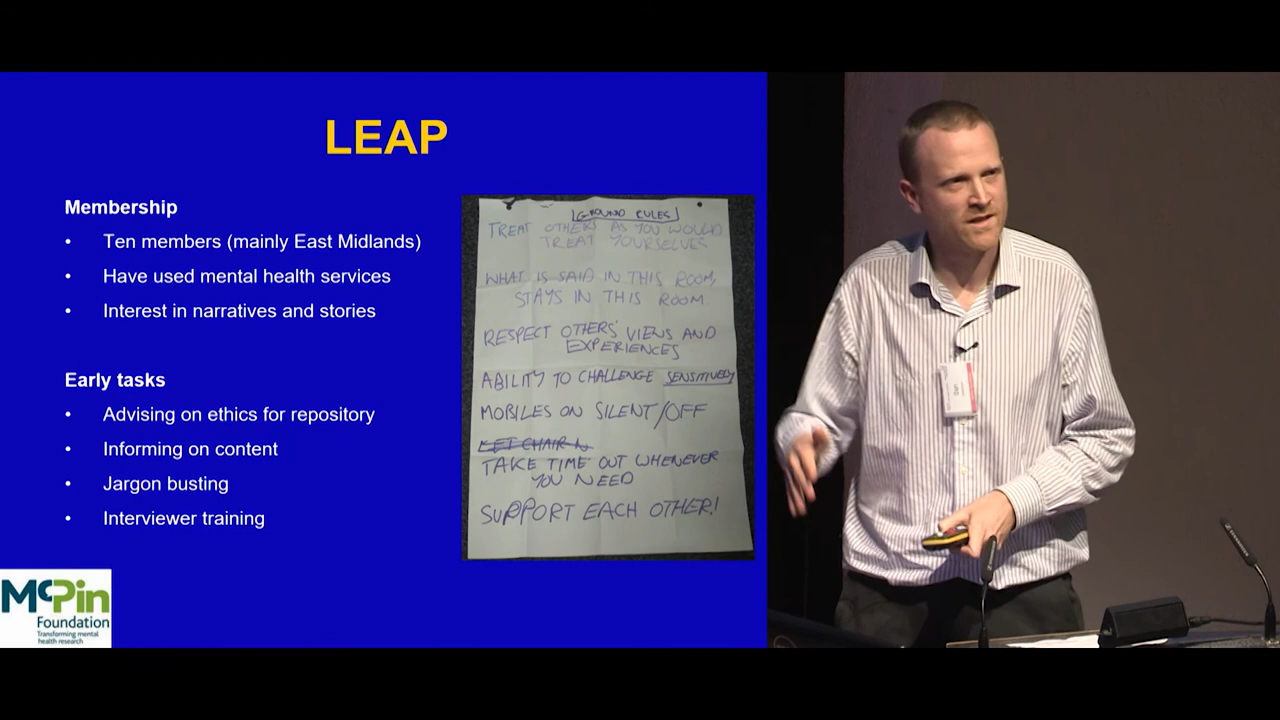 LEAP
Membership
• Ten members (mainly East Midlands)
• Have used mental health services
• Interest in narratives and stories
Early tasks
• Advising on ethics for repository
• Informing on content
• Jargon busting
• Interviewer training
GROUND RULES
TREAT OTHERS AS YOU WOULD
TREAT YOURSELVES
WHAT IS SAID IN THIS ROOM,
STAYS IN THIS ROOM.
RESPECT OTHERS' VIEWS AND
EXPERIENCES
ABILITY TO CHALLENGE SENSITIVELY
MOBILES ON SILENT/OFF
LET CHAIR
TAKE TIME OUT WHENEVER
YOU NEED
SUPPORT EACH OTHER!
McPin
Foundation
Transforming mental
health research